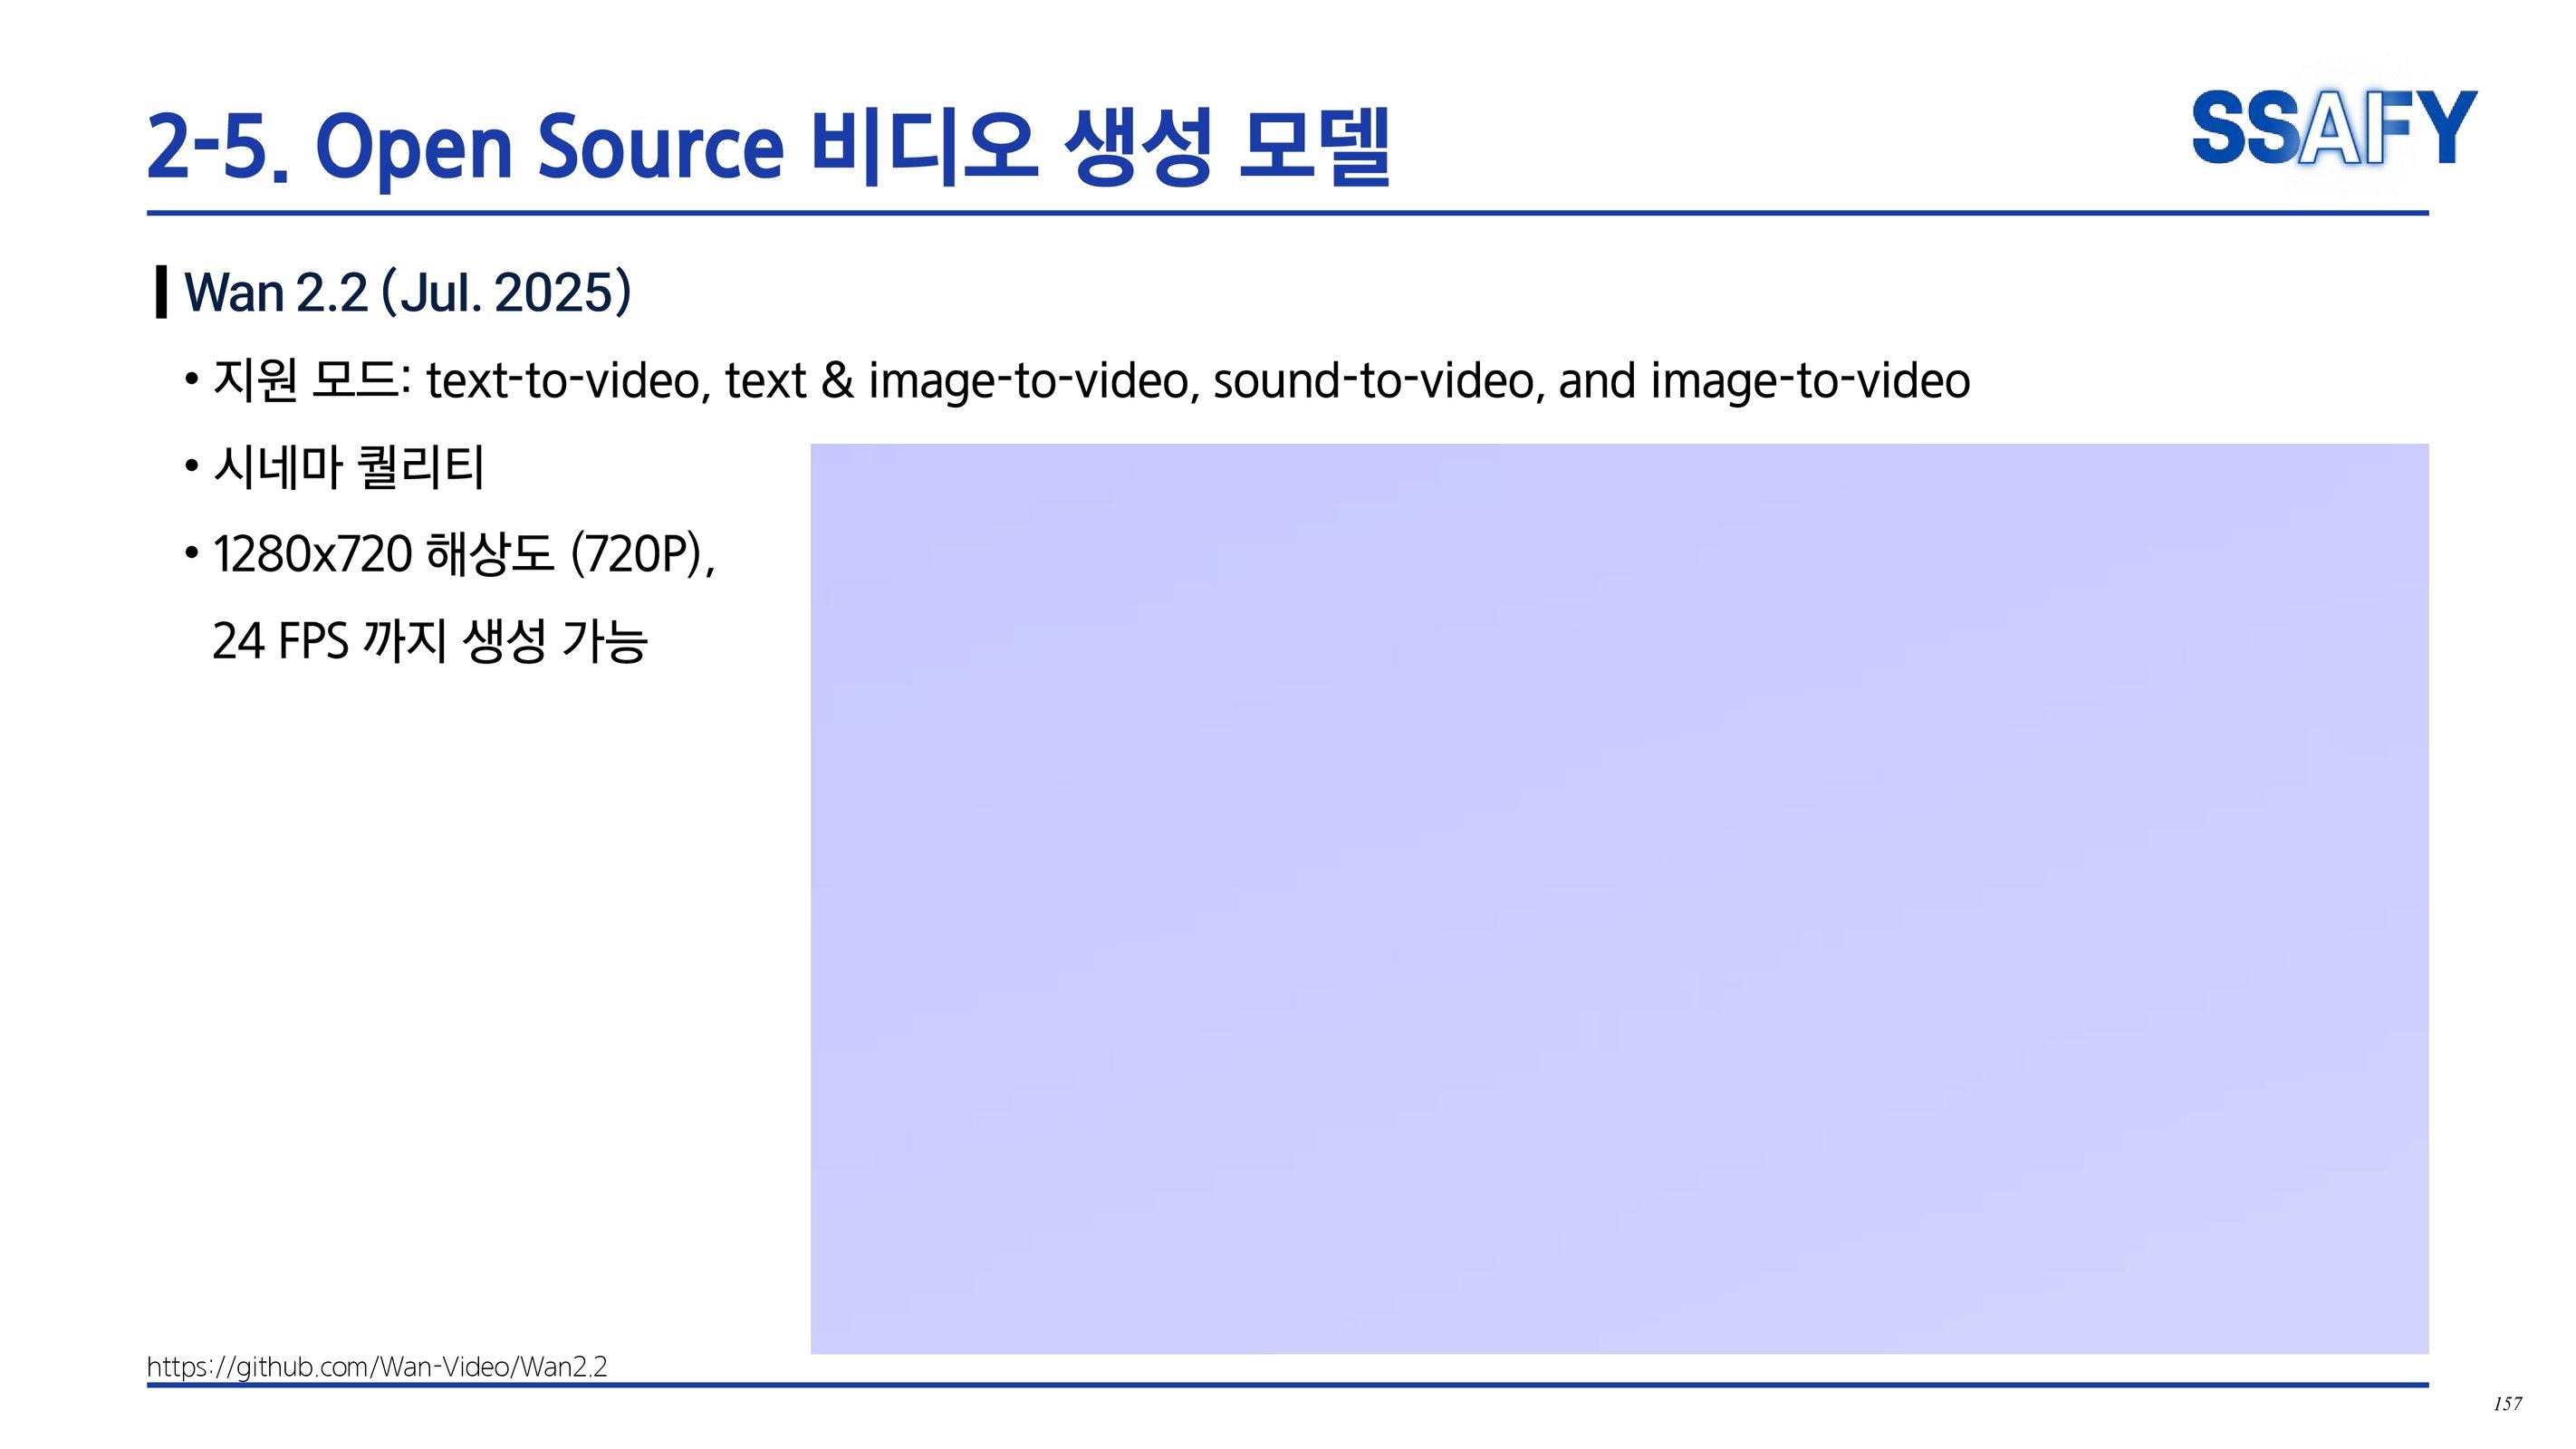 2-5. Open Source 비디오 생성 모델
SSAFY
Wan 2.2 (Jul. 2025)
• 지원 모드: text-to-video, text & image-to-video, sound-to-video, and image-to-video
• 시네마 퀄리티
• 1280x720 해상도 (720P),
24 FPS 까지 생성 가능
https://github.com/Wan-Video/Wan2.2
157